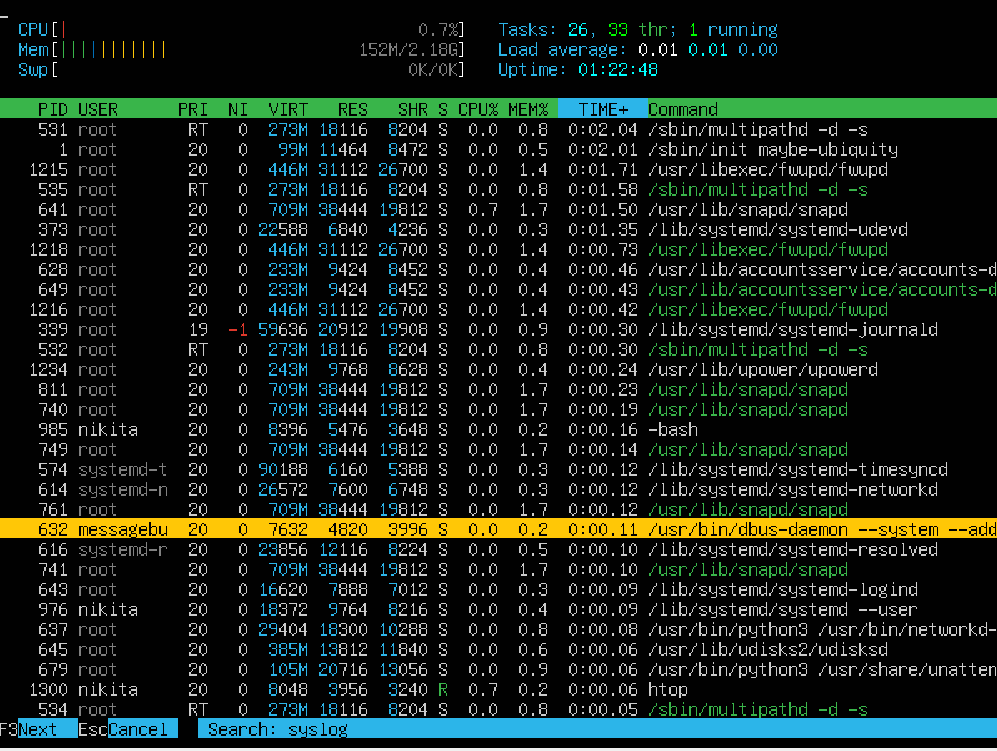 CPU[| 0.7%] Tasks: 26, 33 thr; 1 running
Mem[||||||||||| 152M/2.18G] Load average: 0.01 0.01 0.00
Swp[ 0K/0K] Uptime: 01:22:48
PID USER PRI NI VIRT RES SHR S CPU% MEM% TIME+ Command
531 root RT 0 273M 18116 8204 S 0.0 0.8 0:02.04 /sbin/multipathd -d -s
1 root 20 0 99M 11464 8472 S 0.0 0.5 0:02.01 /sbin/init maybe-ubiquity
1215 root 20 0 446M 31112 26700 S 0.0 1.4 0:01.71 /usr/libexec/fwupd/fwupd
535 root RT 0 273M 18116 8204 S 0.0 0.8 0:01.58 /sbin/multipathd -d -s
641 root 20 0 709M 38444 19812 S 0.7 1.7 0:01.50 /usr/lib/snapd/snapd
373 root 20 0 22588 6840 4236 S 0.0 0.3 0:01.35 /lib/systemd/systemd-udevd
1218 root 20 0 446M 31112 26700 S 0.0 1.4 0:00.73 /usr/libexec/fwupd/fwupd
628 root 20 0 233M 9424 8452 S 0.0 0.4 0:00.46 /usr/lib/accountsservice/accounts-d
649 root 20 0 233M 9424 8452 S 0.0 0.4 0:00.43 /usr/lib/accountsservice/accounts-d
1216 root 20 0 446M 31112 26700 S 0.0 1.4 0:00.42 /usr/libexec/fwupd/fwupd
339 root 19 -1 59636 20912 19908 S 0.0 0.9 0:00.30 /lib/systemd/systemd-journald
532 root RT 0 273M 18116 8204 S 0.0 0.8 0:00.30 /sbin/multipathd -d -s
1234 root 20 0 243M 9768 8628 S 0.0 0.4 0:00.24 /usr/lib/upower/upowerd
811 root 20 0 709M 38444 19812 S 0.0 1.7 0:00.23 /usr/lib/snapd/snapd
740 root 20 0 709M 38444 19812 S 0.0 1.7 0:00.19 /usr/lib/snapd/snapd
985 nikita 20 0 8396 5476 3648 S 0.0 0.2 0:00.16 -bash
749 root 20 0 709M 38444 19812 S 0.0 1.7 0:00.14 /usr/lib/snapd/snapd
574 systemd-t 20 0 90188 6160 5388 S 0.0 0.3 0:00.12 /lib/systemd/systemd-timesyncd
614 systemd-n 20 0 26572 7600 6748 S 0.0 0.3 0:00.12 /lib/systemd/systemd-networkd
761 root 20 0 709M 38444 19812 S 0.0 1.7 0:00.12 /usr/lib/snapd/snapd
632 messagebu 20 0 7632 4820 3996 S 0.0 0.2 0:00.11 /usr/bin/dbus-daemon --system --add
616 systemd-r 20 0 23856 12116 8224 S 0.0 0.5 0:00.10 /lib/systemd/systemd-resolved
741 root 20 0 709M 38444 19812 S 0.0 1.7 0:00.10 /usr/lib/snapd/snapd
643 root 20 0 16620 7888 7012 S 0.0 0.3 0:00.09 /lib/systemd/systemd-logind
976 nikita 20 0 18372 9764 8216 S 0.0 0.4 0:00.09 /lib/systemd/systemd --user
637 root 20 0 29404 18300 10288 S 0.0 0.8 0:00.08 /usr/bin/python3 /usr/bin/networkd-
645 root 20 0 385M 13812 11840 S 0.0 0.6 0:00.06 /usr/lib/udisks2/udisksd
679 root 20 0 105M 20716 13056 S 0.0 0.9 0:00.06 /usr/bin/python3 /usr/share/unatten
1300 nikita 20 0 8048 3956 3240 R 0.7 0.2 0:00.06 htop
534 root RT 0 273M 18116 8204 S 0.0 0.8 0:00.05 /sbin/multipathd -d -s
F3Next EscCancel Search: syslog